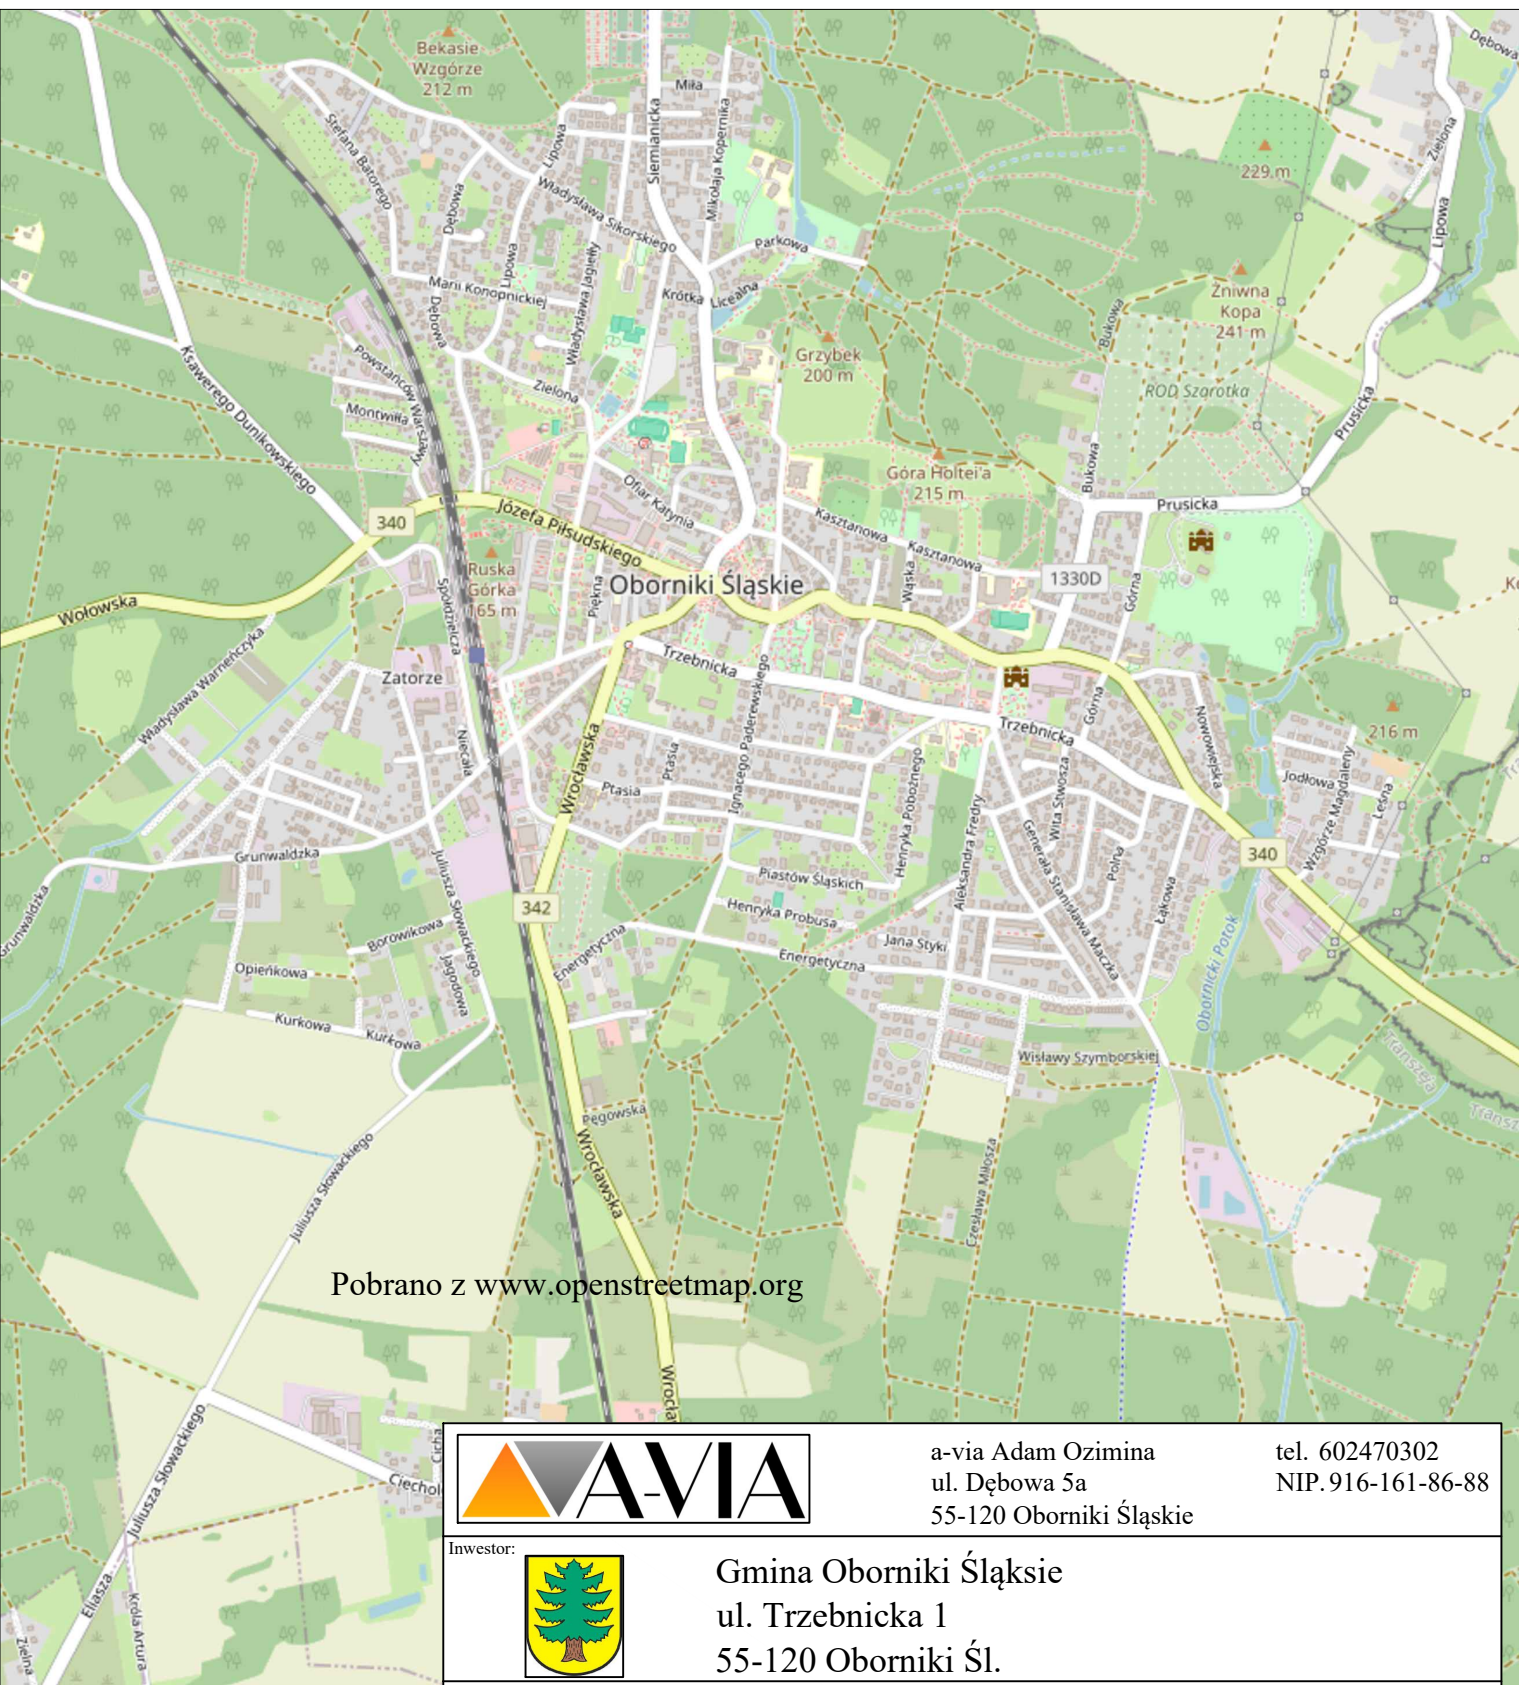 Bekasie
Wzgórze
212 m
Miła
Siemianicka
Mikołaja Kopernika
Lipowa
Stefana Batorego
Dębowa
Władysława Sikorskiego
Lipowa
Parkowa
Marii Konopnickiej
Władysława Jagiełły
Krótka
Licealna
Dębowa
Dębowa
Zielona
229 m
Lipowa
Żniwna
Kopa
241 m
Bukowa
Grzybek
200 m
ROD Szarotka
Prusicka
Ksawerego Dunikowskiego
Powstańców Warszawy
Montwiłła
Zielona
Góra Holtei'a
215 m
Bukowa
Prusicka
340
Józefa Piłsudskiego
Ofiar Katynia
Kasztanowa
Kasztanowa
Ruska
Górka
165 m
Spółdzielcza
Piękna
Oborniki Śląskie
Wąska
1330D
Górna
Wołowska
Władysława Warneńczyka
Zatorze
Niecała
Trzebnicka
Ignacego Paderewskiego
Trzebnicka
Górna
Nowowiejska
216 m
Jodłowa
Wzgórze Magdaleny
Leśna
Wrocławska
Ptasia
Ptasia
Henryka Pobożnego
Aleksandra Fredry
Wita Stwosza
Generała Stanisława Maczka
Polna
Łąkowa
340
Grunwaldzka
Grunwaldzka
Juliusza Słowackiego
342
Piastów Śląskich
Henryka Probusa
Jana Styki
Energetyczna
Energetyczna
Borowikowa
Jagodowa
Opieńkowa
Kurkowa
Kurkowa
Obornicki Potok
Wisławy Szymborskiej
Transzeja
Pęgowska
Wrocławska
Czesława Miłosza
Juliusza Słowackiego
Pobrano z www.openstreetmap.org
Wrocła
Juliusza Słowackiego
Cicha
Ciechol
Eliasza
Króla Artura
Zielna
A-VIA
a-via Adam Ozimina
ul. Dębowa 5a
55-120 Oborniki Śląskie
tel. 602470302
NIP. 916-161-86-88
Inwestor:
Gmina Oborniki Śląksie
ul. Trzebnicka 1
55-120 Oborniki Śl.